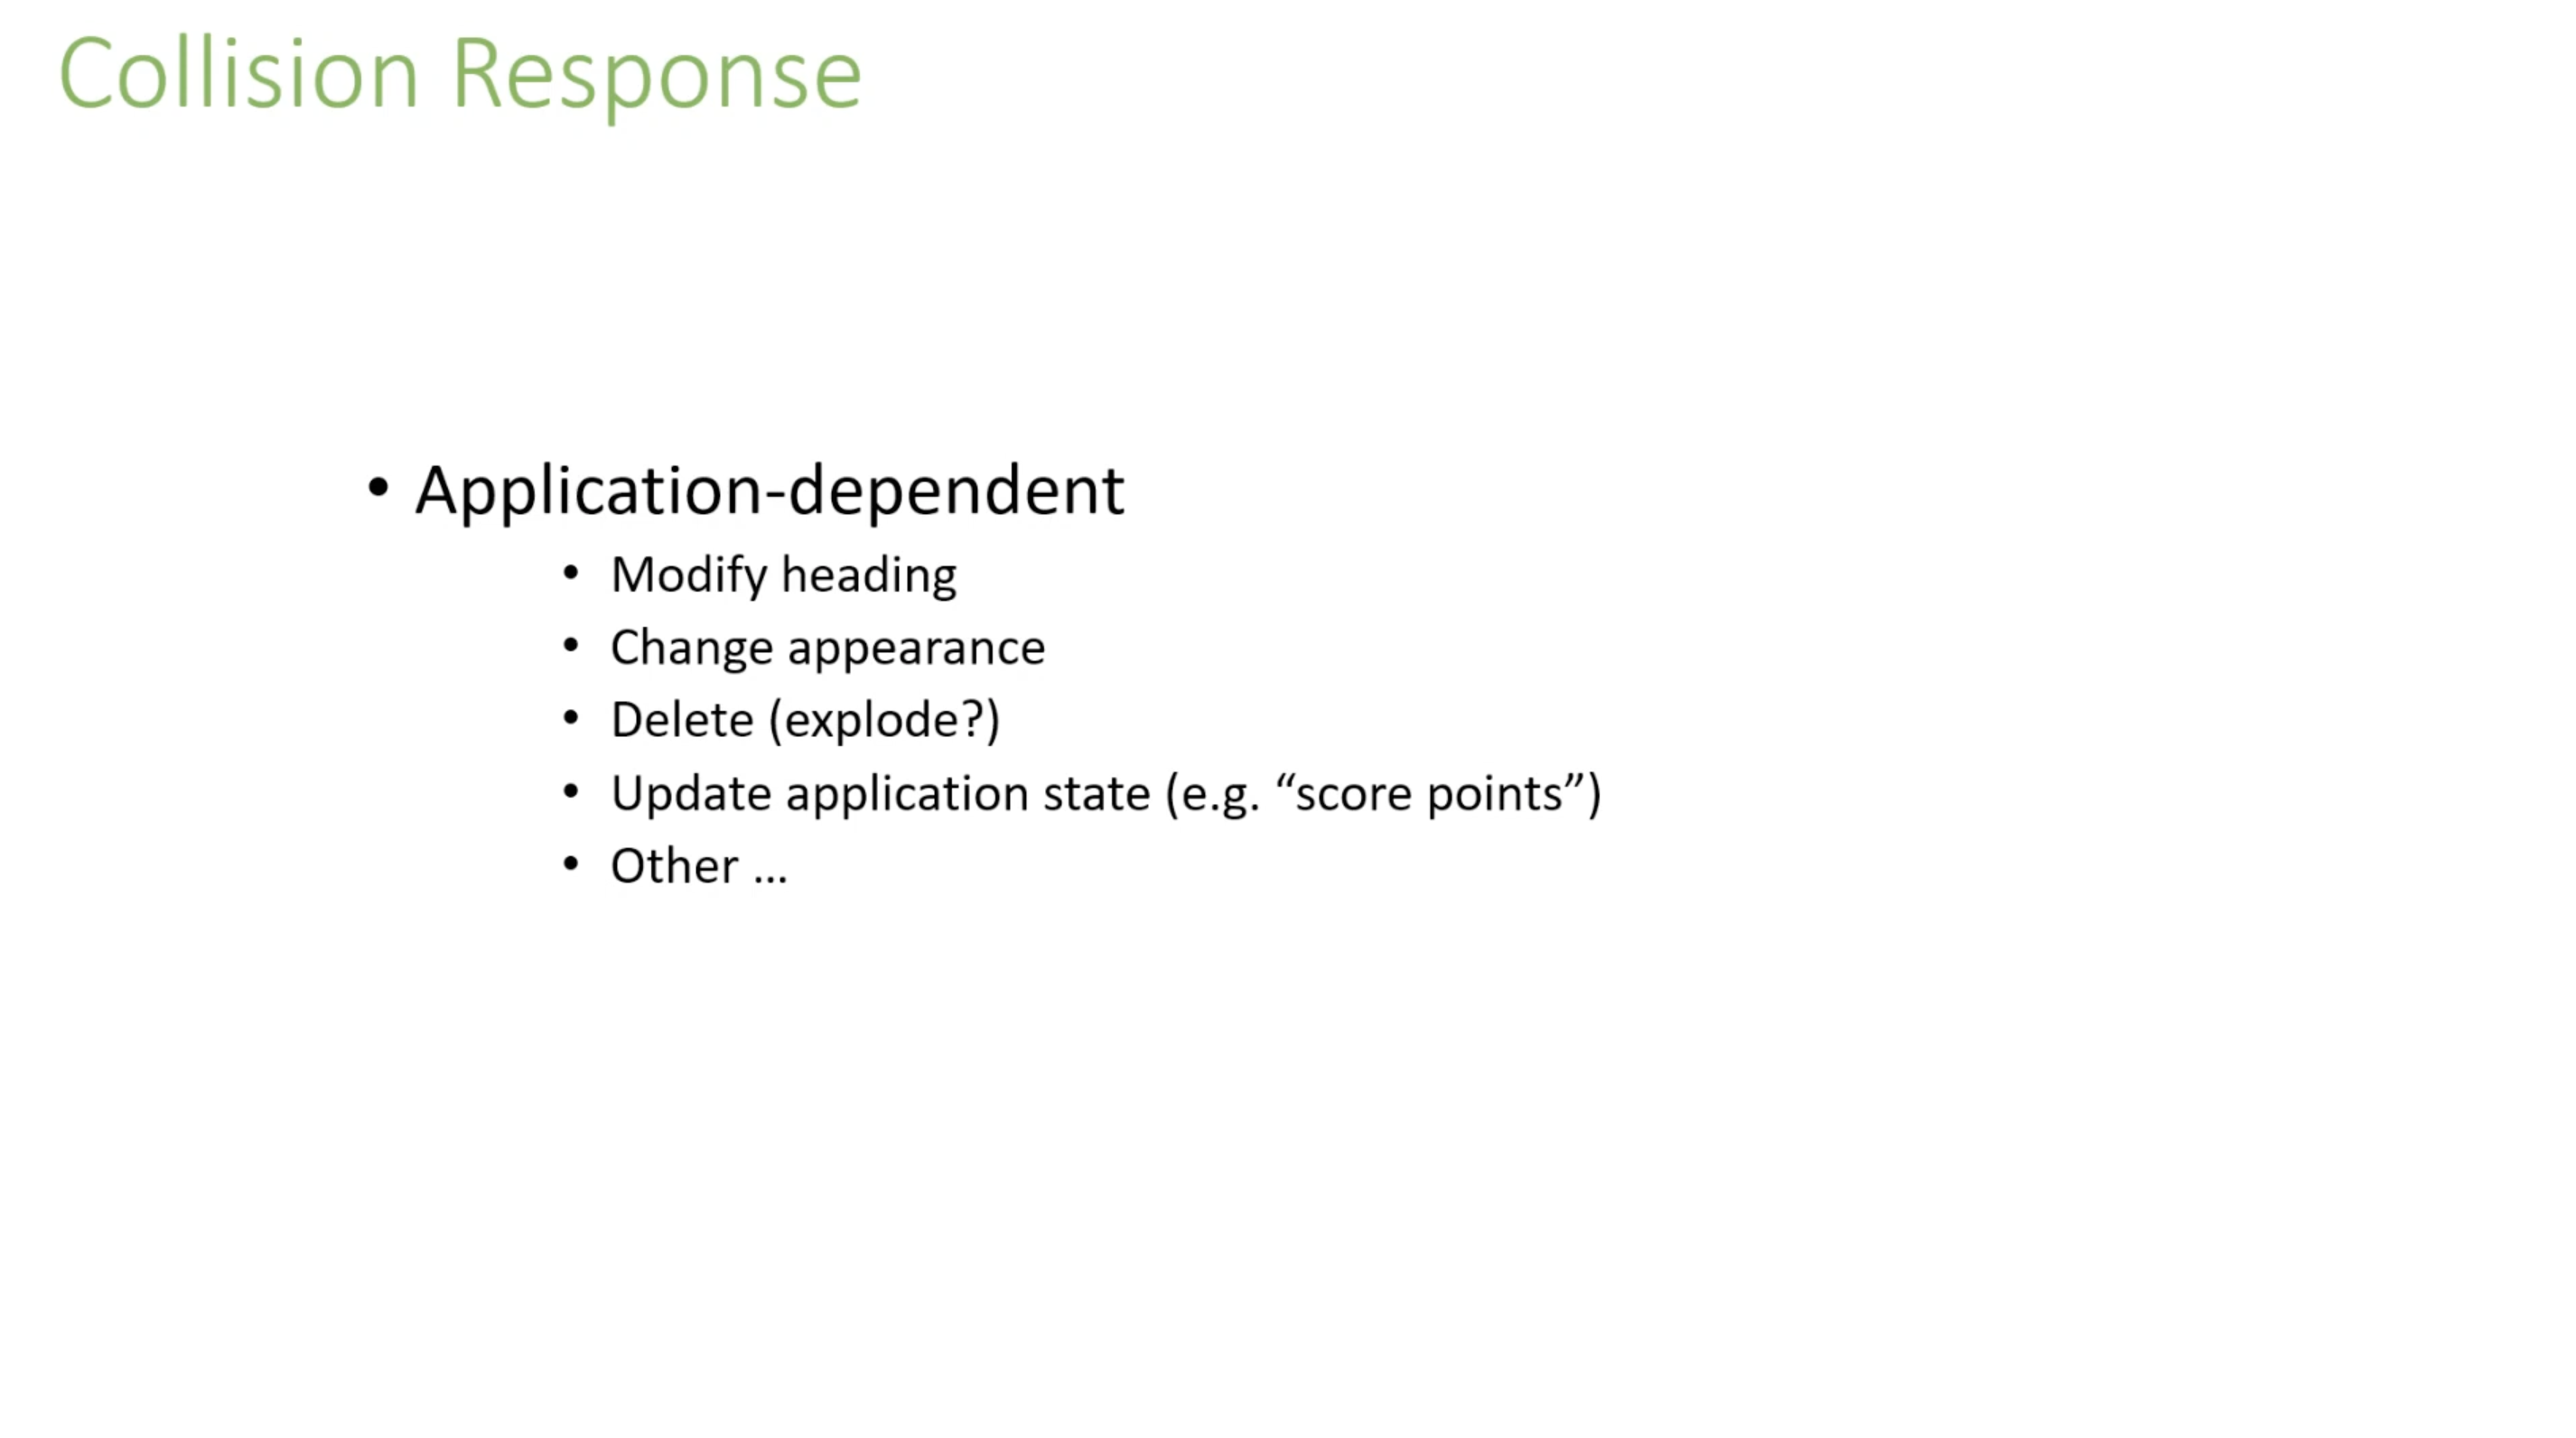 Collision Response
• Application-dependent
• Modify heading
• Change appearance
• Delete (explode?)
• Update application state (e.g. “score points”)
• Other ...